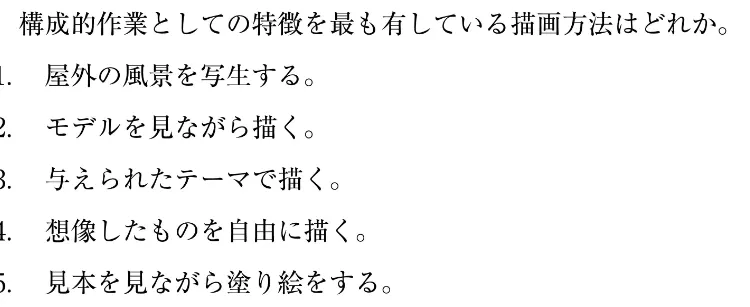 構成的作業としての特徴を最も有している描画方法はどれか。
1. 屋外の風景を写生する。
2. モデルを見ながら描く。
3. 与えられたテーマで描く。
4. 想像したものを自由に描く。
5. 見本を見ながら塗り絵をする。